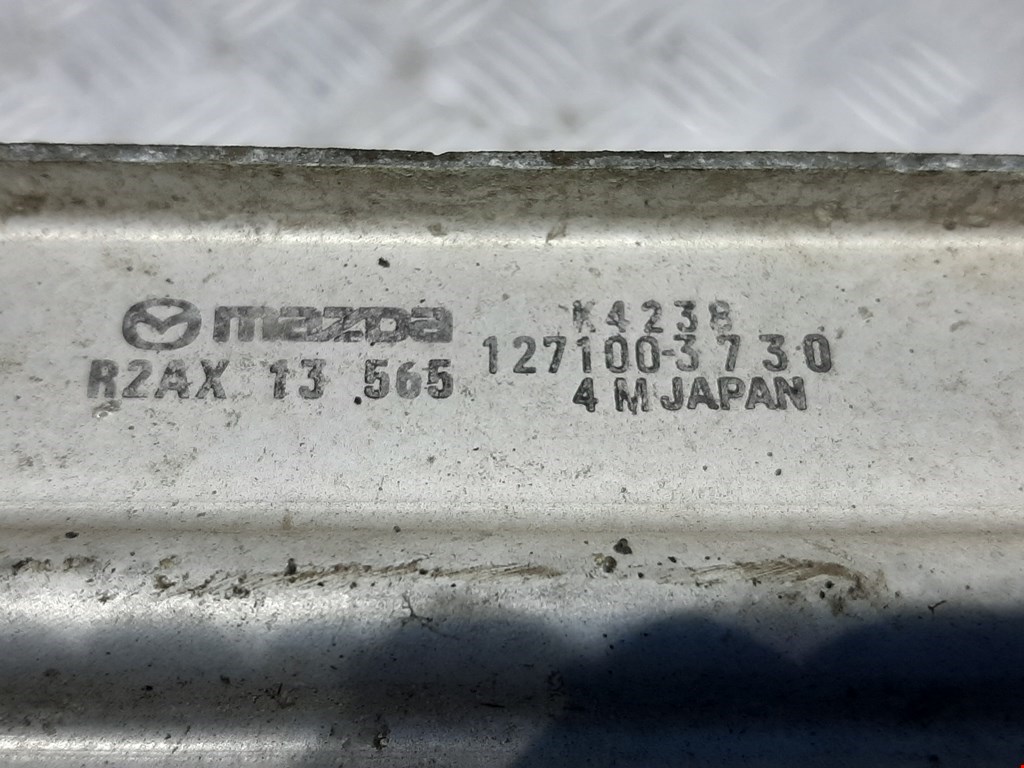 mazda
R2AX 13 565
K4238
127100-3730
4 M JAPAN